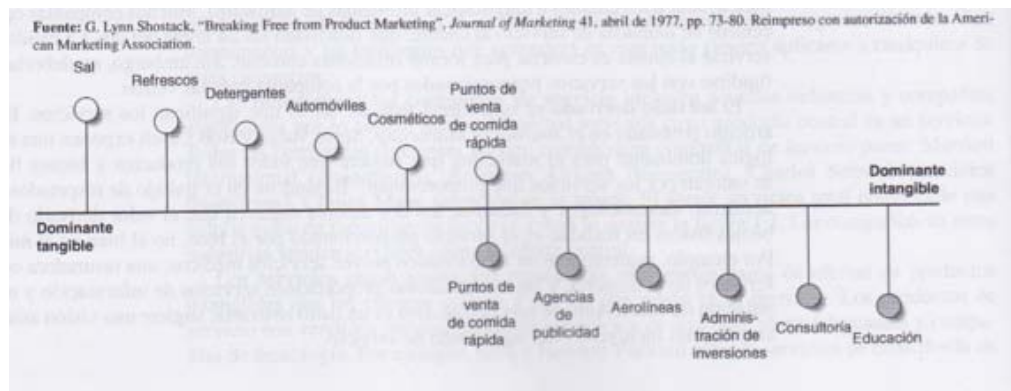 Fuente: G. Lynn Shostack, "Breaking Free from Product Marketing", Journal of Marketing 41, abril de 1977, pp. 73-80. Reimpreso con autorización de la Ameri-
can Marketing Association.
Sal
Refrescos
Detergentes
Automóviles
Cosméticos
Puntos de
venta
de comida
rápida
Dominante
intangible
Dominante
tangible
Puntos de
venta
de comida
rápida
Agencias
de
publicidad
Aerolíneas
Adminis-
tración de
inversiones
Consultoría
Educación